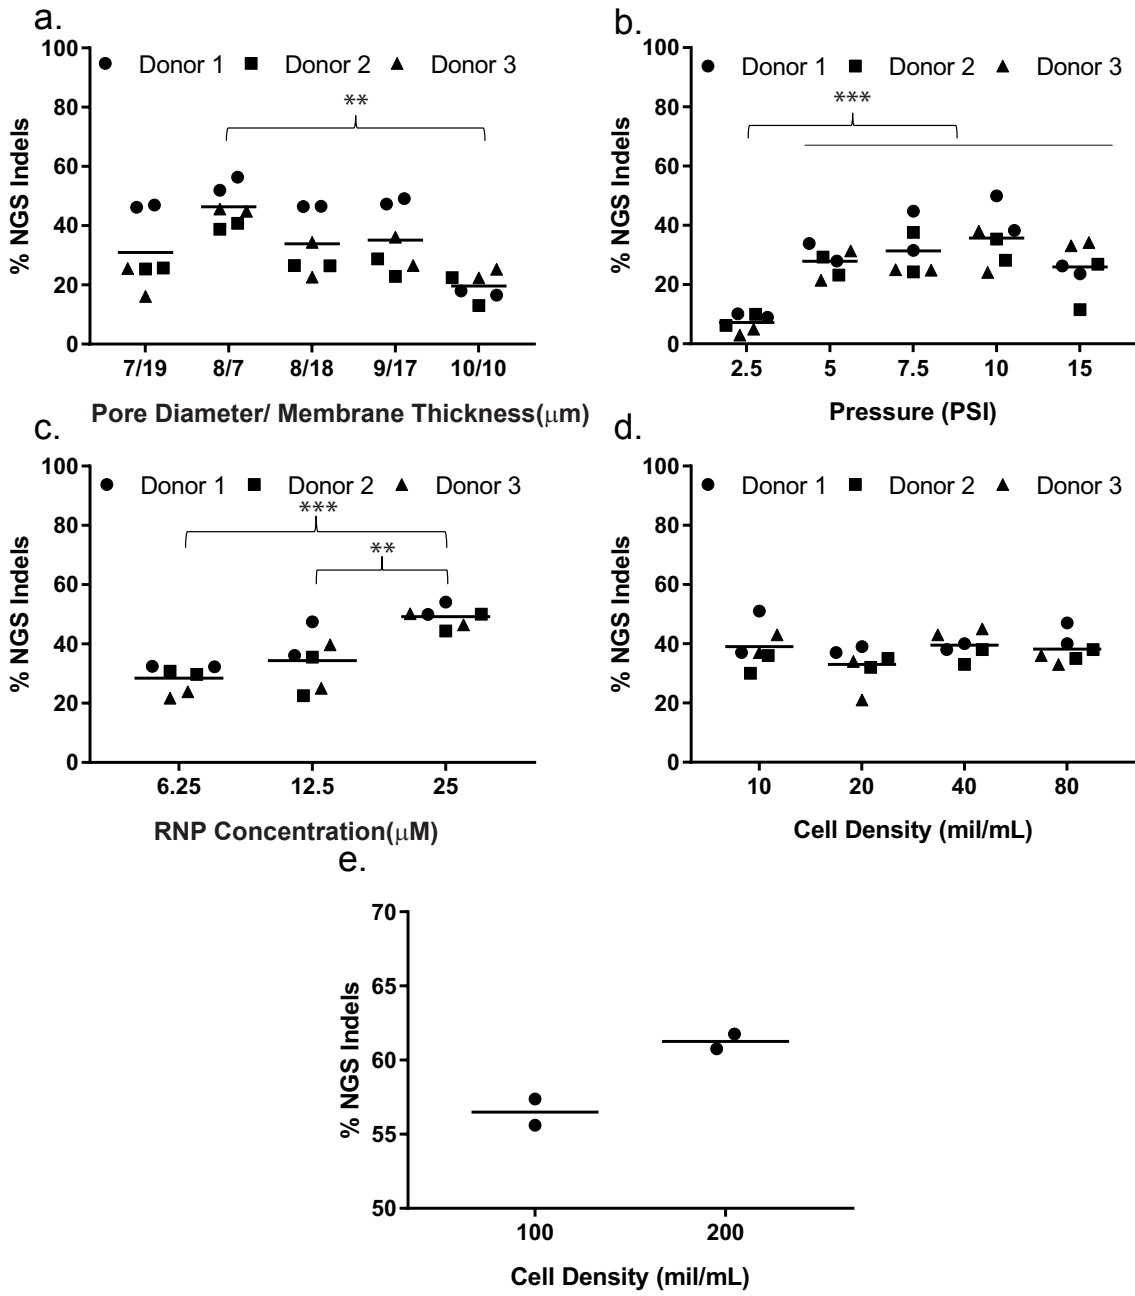 a.
100
80
60
40
20
0
% NGS Indels
Donor 1 Donor 2 Donor 3
**
7/19 8/7 8/18 9/17 10/10
Pore Diameter/ Membrane Thickness(μm)
b.
100
80
60
40
20
0
% NGS Indels
Donor 1 Donor 2 Donor 3
***
2.5 5 7.5 10 15
Pressure (PSI)
c.
100
80
60
40
20
0
% NGS Indels
Donor 1 Donor 2 Donor 3
***
**
6.25 12.5 25
RNP Concentration(μM)
d.
100
80
60
40
20
0
% NGS Indels
Donor 1 Donor 2 Donor 3
10 20 40 80
Cell Density (mil/mL)
e.
70
65
60
55
50
% NGS Indels
100 200
Cell Density (mil/mL)